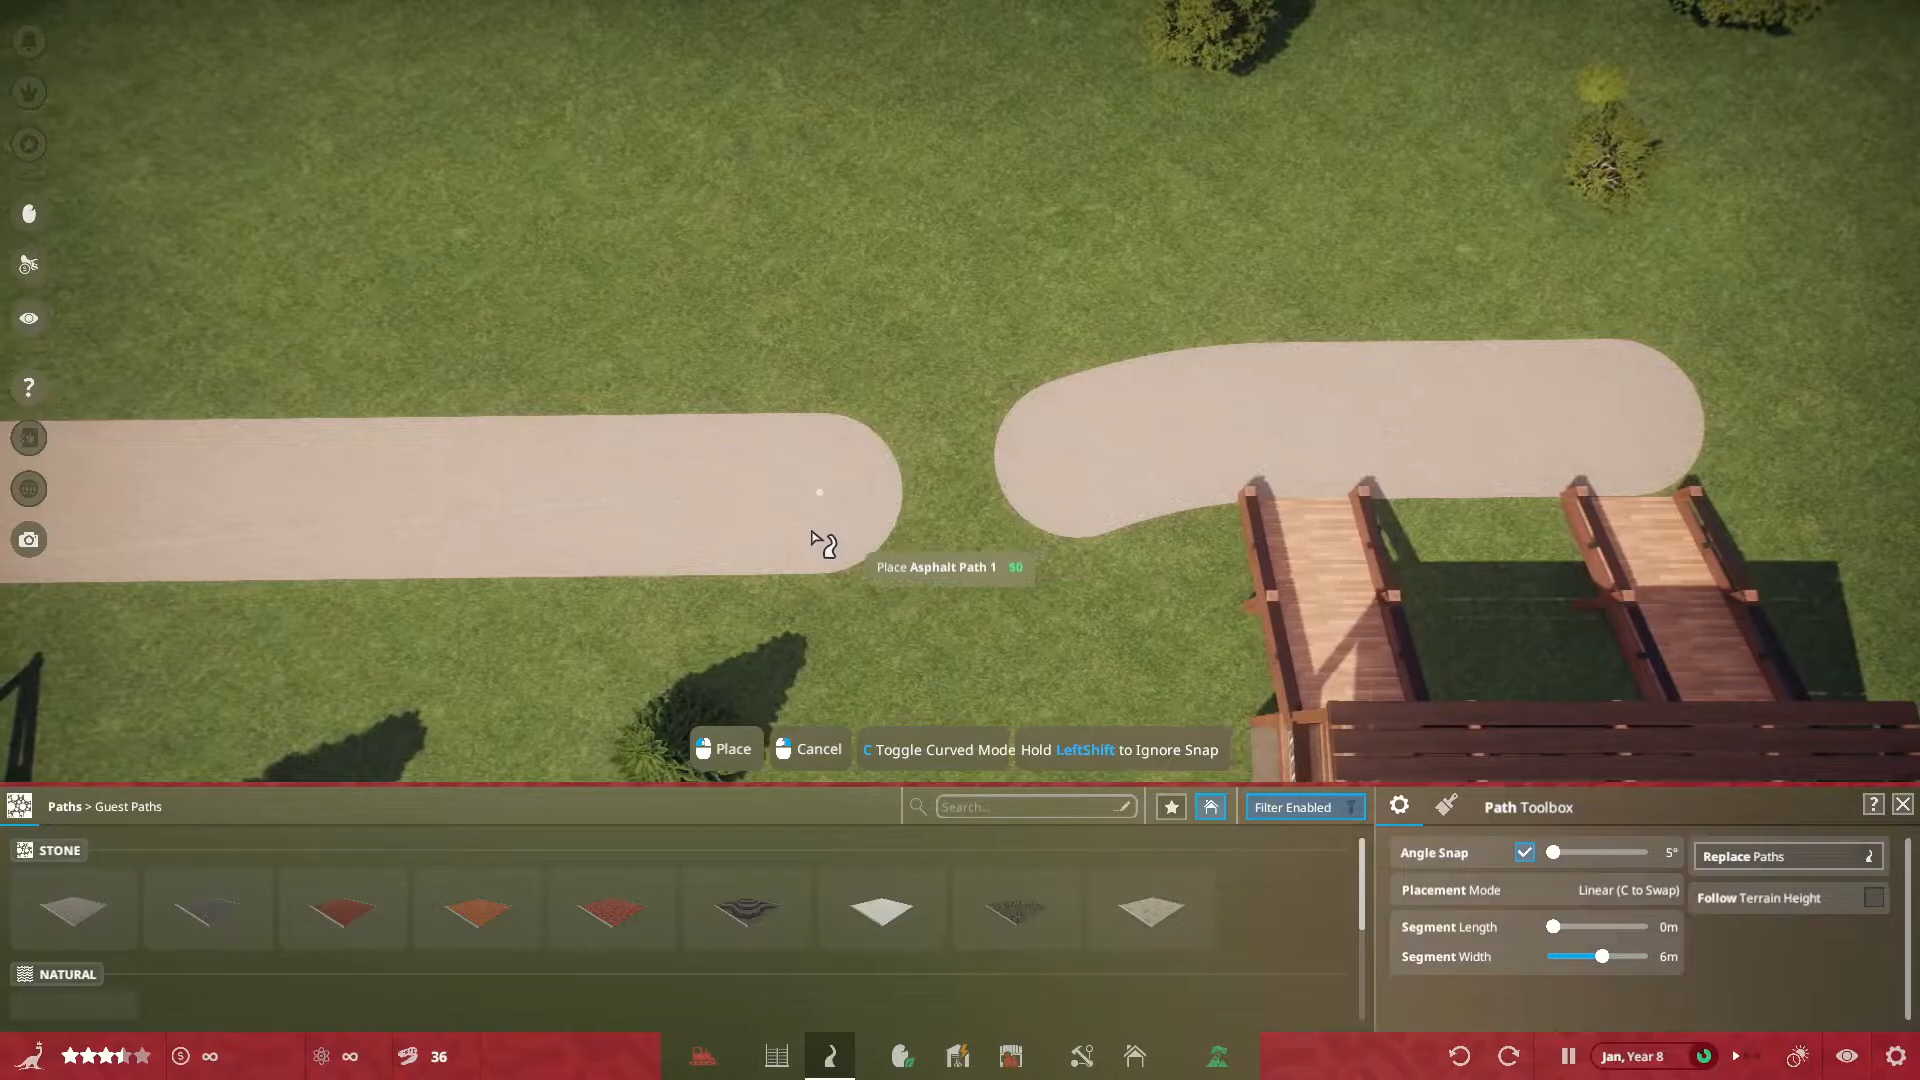 ?
Place Asphalt Path 1 $0
Place
Cancel
C Toggle Curved Mode
Hold LeftShift to Ignore Snap
Paths > Guest Paths
Search...
Filter Enabled
Path Toolbox
?
STONE
Angle Snap 5°
Replace Paths
Placement Mode Linear (C to Swap)
Follow Terrain Height
Segment Length 0m
Segment Width 6m
NATURAL
$ ∞
∞
36
Jan, Year 8